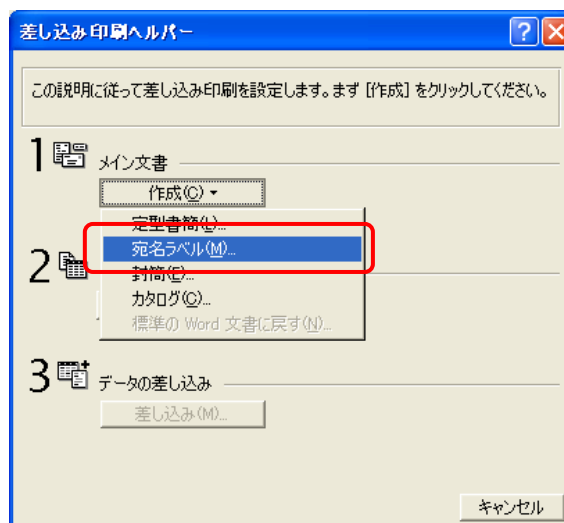 差し込み印刷ヘルパー
この説明に従って差し込み印刷を設定します。まず [作成] をクリックしてください。
1 メイン文書
作成(C)
定型書簡(L)...
宛名ラベル(M)...
2
封筒(E)...
カタログ(C)...
標準の Word 文書に戻す(N)...
3 データの差し込み
差し込み(M)...
キャンセル